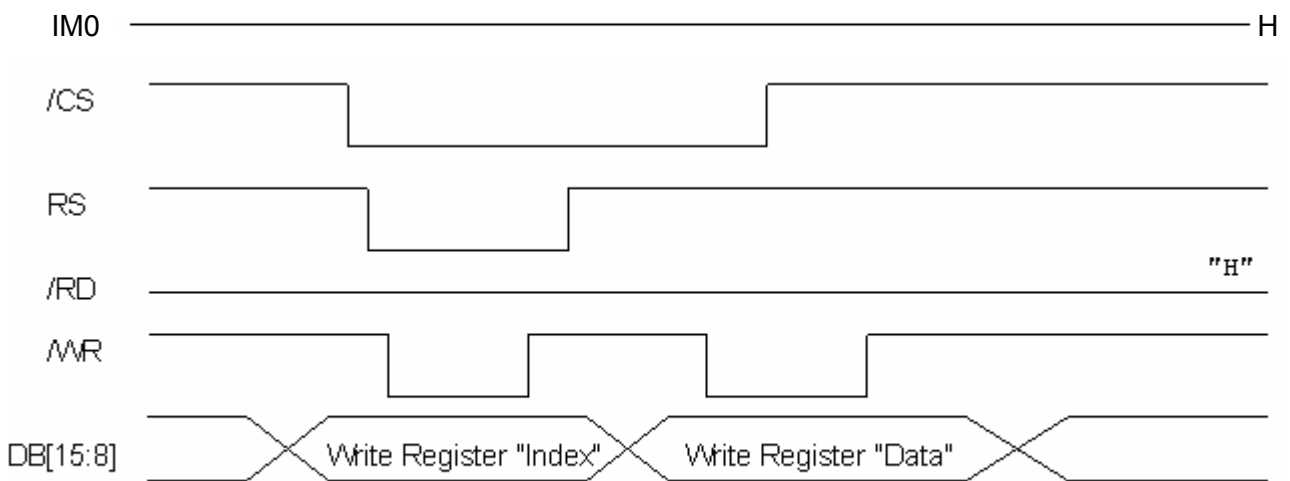 IM0 H
/CS
RS
"H"
/RD
/WR
DB[15:8] Write Register "Index" Write Register "Data"